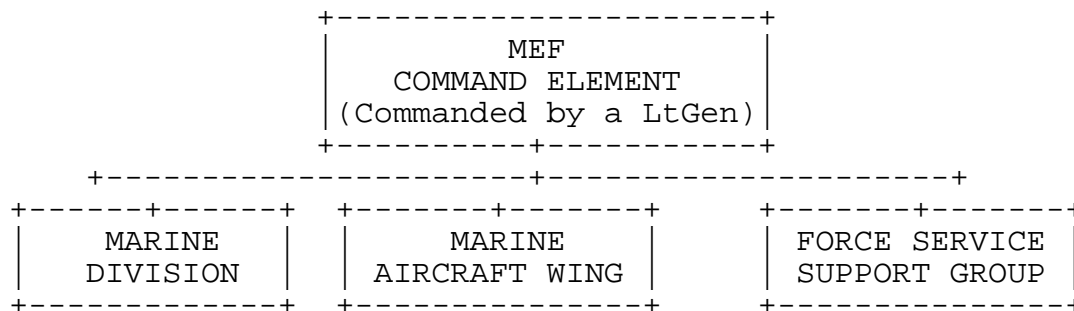 MEF
COMMAND ELEMENT
(Commanded by a LtGen)
MARINE DIVISION
MARINE AIRCRAFT WING
FORCE SERVICE SUPPORT GROUP